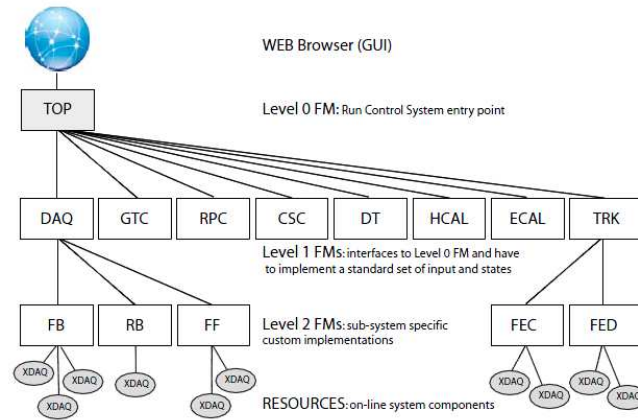 WEB Browser (GUI)
TOP
Level 0 FM: Run Control System entry point
DAQ GTC RPC CSC DT HCAL ECAL TRK
Level 1 FMs: interfaces to Level 0 FM and have
to implement a standard set of input and states
FB RB FF
Level 2 FMs: sub-system specific
custom implementations
FEC FED
XDAQ XDAQ XDAQ XDAQ XDAQ XDAQ
XDAQ XDAQ XDAQ XDAQ
RESOURCES: on-line system components